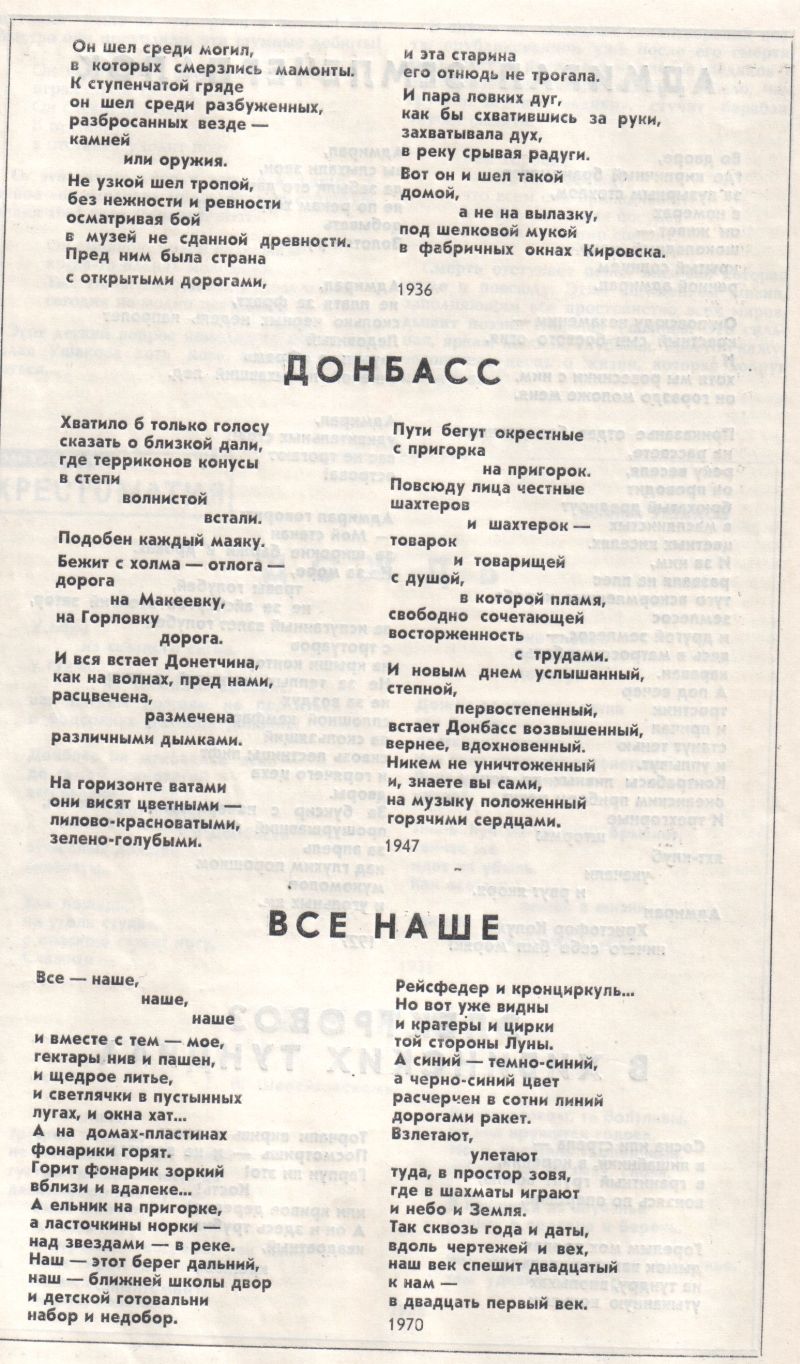 Он шел среди могил,
в которых смерзлись мамонты.
К ступенчатой гряде
он шел среди разбуженных,
разбросанных везде —
камней
или оружия.
Не узкой шел тропой,
без нежности и ревности
осматривая бой
в музей не сданной древности.
Пред ним была страна
с открытыми дорогами,
и эта старина
его отнюдь не трогала.
И пара ловких дуг,
как бы схватившись за руки,
захватывала дух,
в реку срывая радуги.
Вот он и шел такой
домой,
а не на вылазку,
под шелковой мукой
в фабричных окнах Кировска.
1936
ДОНБАСС
Хватило б только голосу
сказать о близкой дали,
где терриконов конусы
в степи
волнистой
встали.
Подобен каждый маяку.
Бежит с холма — отлога —
дорога
на Макеевку,
на Горловку
дорога.
И вся встает Донетчина,
как на волнах, пред нами,
расцвечена,
размечена
различными дымками.
На горизонте ватами
они висят цветными —
лилово-красноватыми,
зелено-голубыми.
Пути бегут окрестные
с пригорка
на пригорок.
Повсюду лица честные
шахтеров
и шахтерок —
товарок
и товарищей
с душой,
в которой пламя,
свободно сочетающей
восторженность
с трудами.
И новым днем услышанный,
степной,
первостепенный,
встает Донбасс возвышенный,
вернее, вдохновенный.
Никем не уничтоженный
и, знаете вы сами,
на музыку положенный
горячими сердцами.
1947
ВСЕ НАШЕ
Все — наше,
наше,
наше
и вместе с тем — мое,
гектары нив и пашен,
и щедрое литье,
и светлячки в пустынных
лугах, и окна хат...
А на домах-пластинах
фонарики горят.
Горит фонарик зоркий
вблизи и вдалеке...
А ельник на пригорке,
а ласточкины норки —
над звездами — в реке.
Наш — этот берег дальний,
наш — ближней школы двор
и детской готовальни
набор и недобор.
Рейсфедер и кронциркуль...
Но вот уже видны
и кратеры и цирки
той стороны Луны.
А синий — темно-синий,
а черно-синий цвет
расчерчен в сотни линий
дорогами ракет.
Взлетают,
улетают
туда, в простор зовя,
где в шахматы играют
и небо и Земля.
Так сквозь года и даты,
вдоль чертежей и вех,
наш век спешит двадцатый
к нам —
в двадцать первый век.
1970